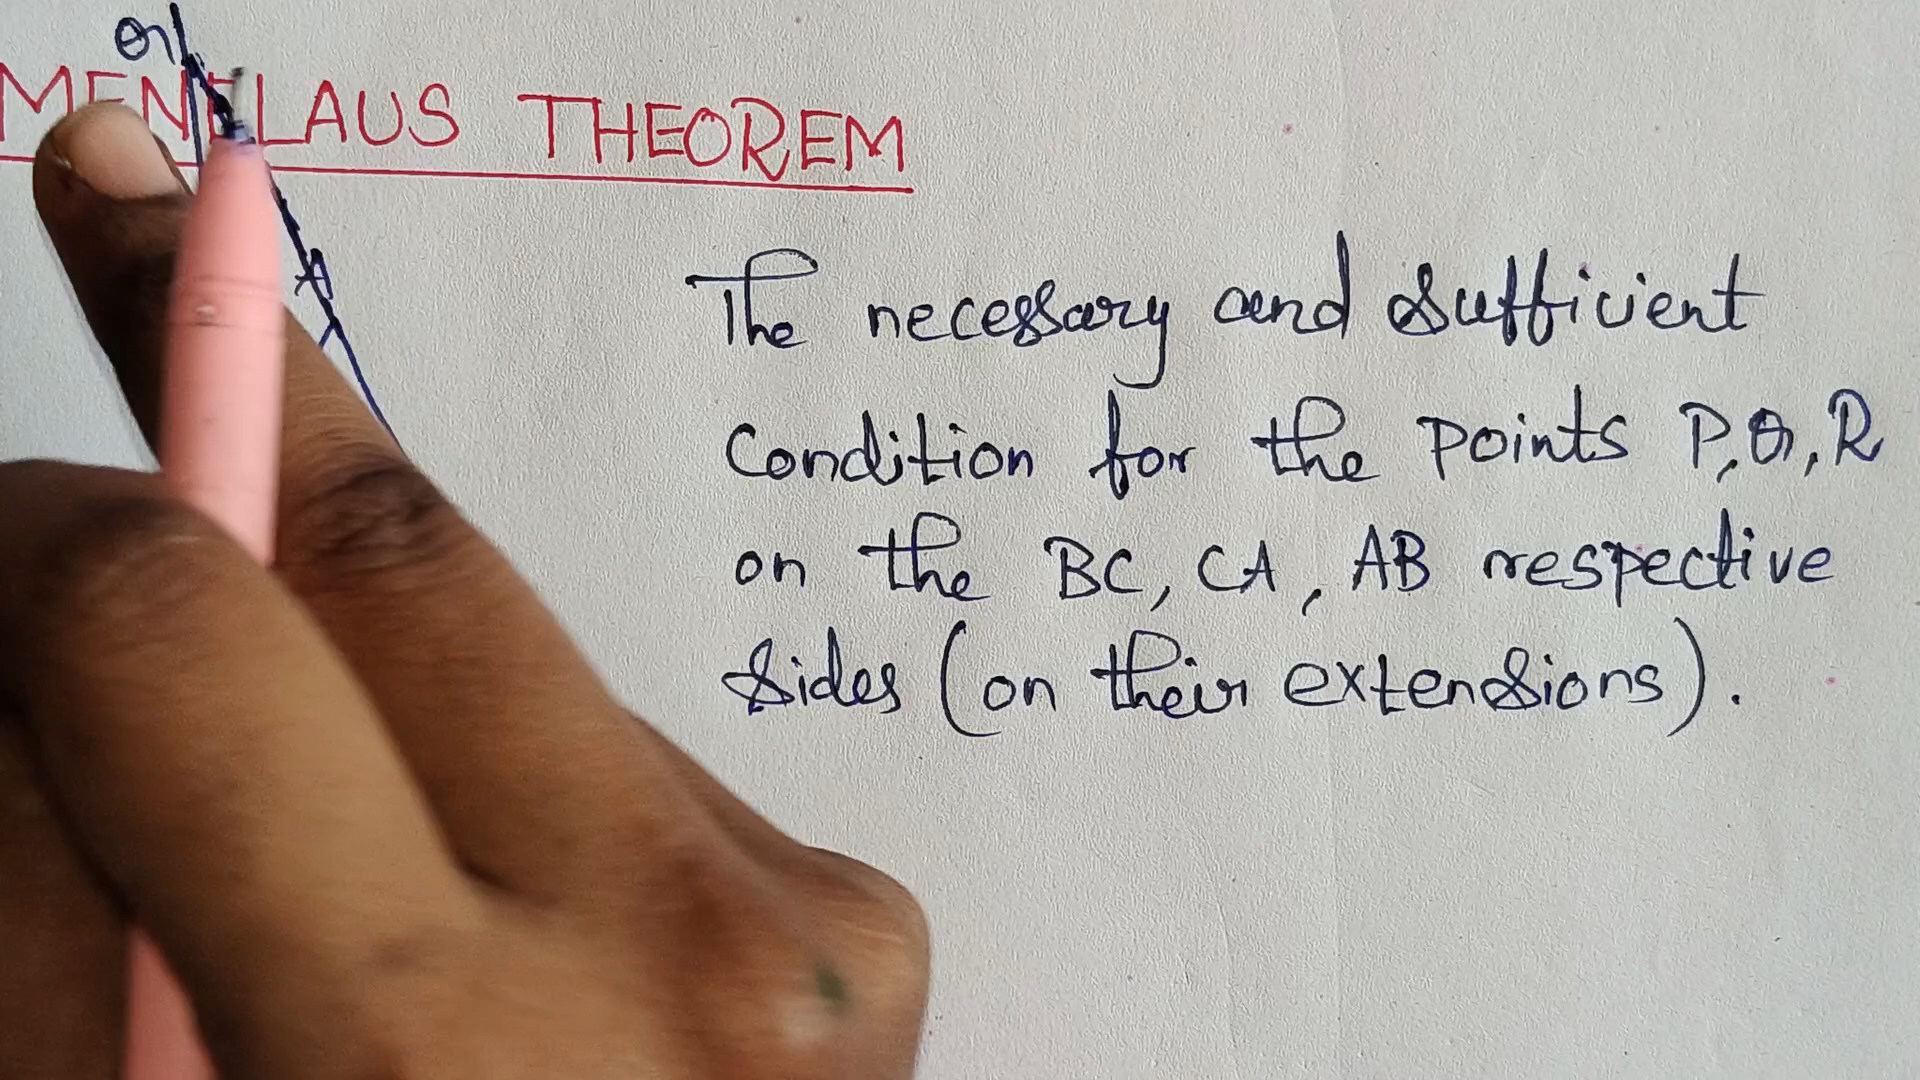 Q
MENELAUS THEOREM
A
The necessary and sufficient
condition for the points P,Q,R
on the BC, CA, AB respective
sides (on their extensions).